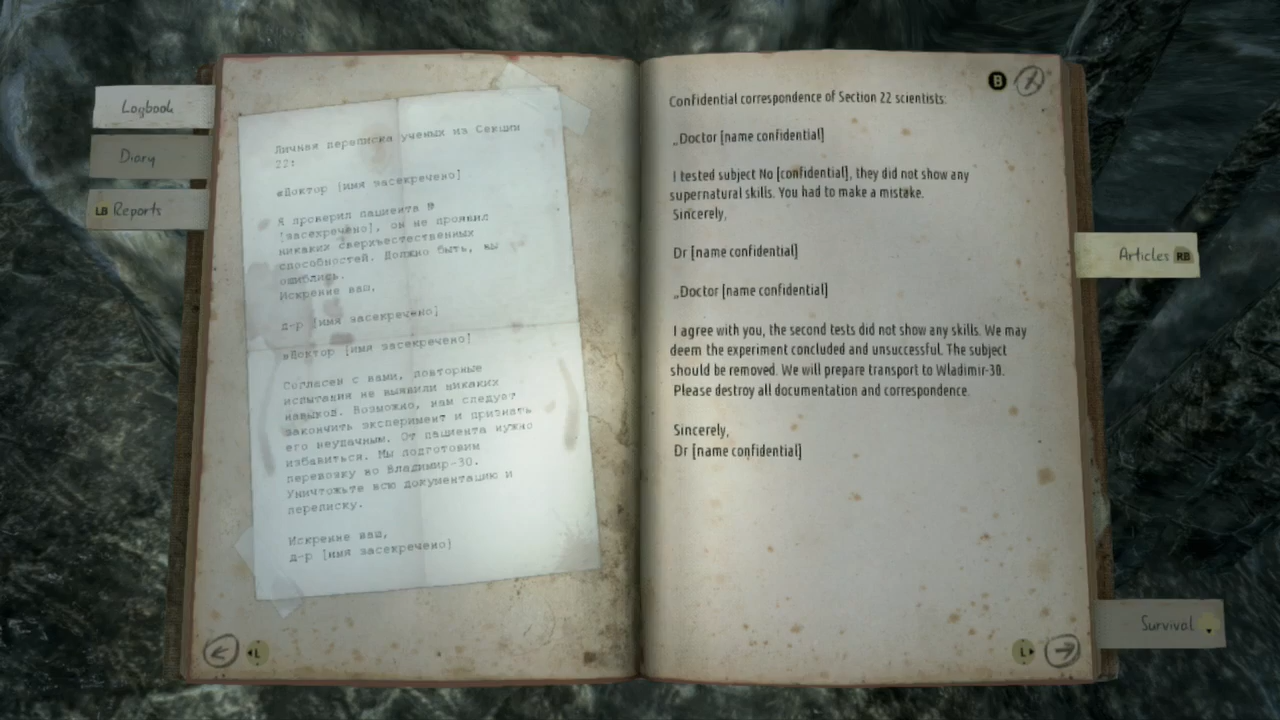 Logbook
Diary
LB Reports
Личная переписка ученых из Секции
22:
«Доктор [имя засекречено]
Я проверил пациента №
[засекречено], он не проявил
никаких сверхъестественных
способностей. Должно быть, вы
ошиблись.
Искренне ваш,
д-р [имя засекречено]
«Доктор [имя засекречено]
Согласен с вами, повторные
испытания не выявили никаких
навыков. Возможно, нам следует
закончить эксперимент и признать
его неудачным. От пациента нужно
избавиться. Мы подготовим
перевозку во Владимир-30.
Уничтожьте всю документацию и
переписку.
Искренне ваш,
д-р [имя засекречено]
L
B
Confidential correspondence of Section 22 scientists:
„Doctor [name confidential]
I tested subject No [confidential], they did not show any
supernatural skills. You had to make a mistake.
Sincerely,
Dr [name confidential]
„Doctor [name confidential]
I agree with you, the second tests did not show any skills. We may
deem the experiment concluded and unsuccessful. The subject
should be removed. We will prepare transport to Wladimir-30.
Please destroy all documentation and correspondence.
Sincerely,
Dr [name confidential]
L
Articles RB
Survival